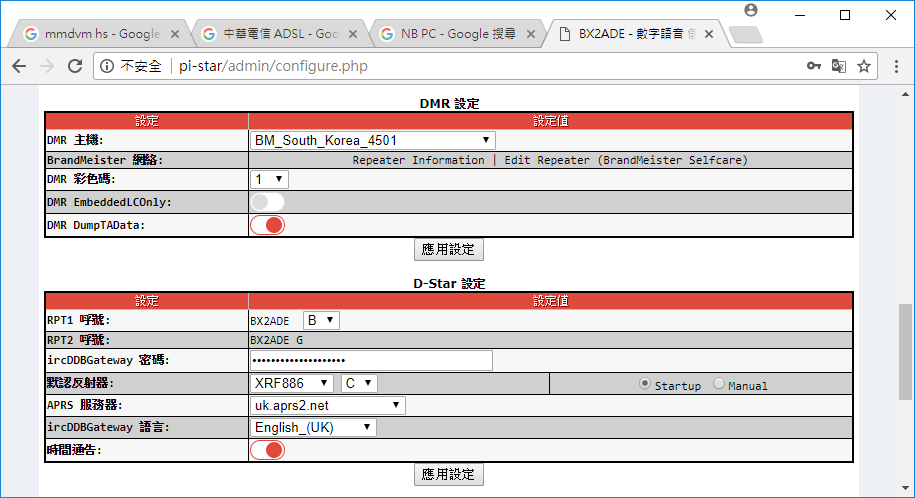 mmdvm hs - Google
中華電信 ADSL - Goo
NB PC - Google 搜尋
BX2ADE - 數字語音
不安全 | pi-star/admin/configure.php
DMR 設定
設定 設定值
DMR 主機: BM_South_Korea_4501
BrandMeister 網絡: Repeater Information | Edit Repeater (BrandMeister Selfcare)
DMR 彩色碼: 1
DMR EmbeddedLCOnly:
DMR DumpTAData:
應用設定
D-Star 設定
設定 設定值
RPT1 呼號: BX2ADE B
RPT2 呼號: BX2ADE G
ircDDBGateway 密碼: •••••••••••••••••••
默認反射器: XRF886 C Startup Manual
APRS 服務器: uk.aprs2.net
ircDDBGateway 語言: English_(UK)
時間通告:
應用設定